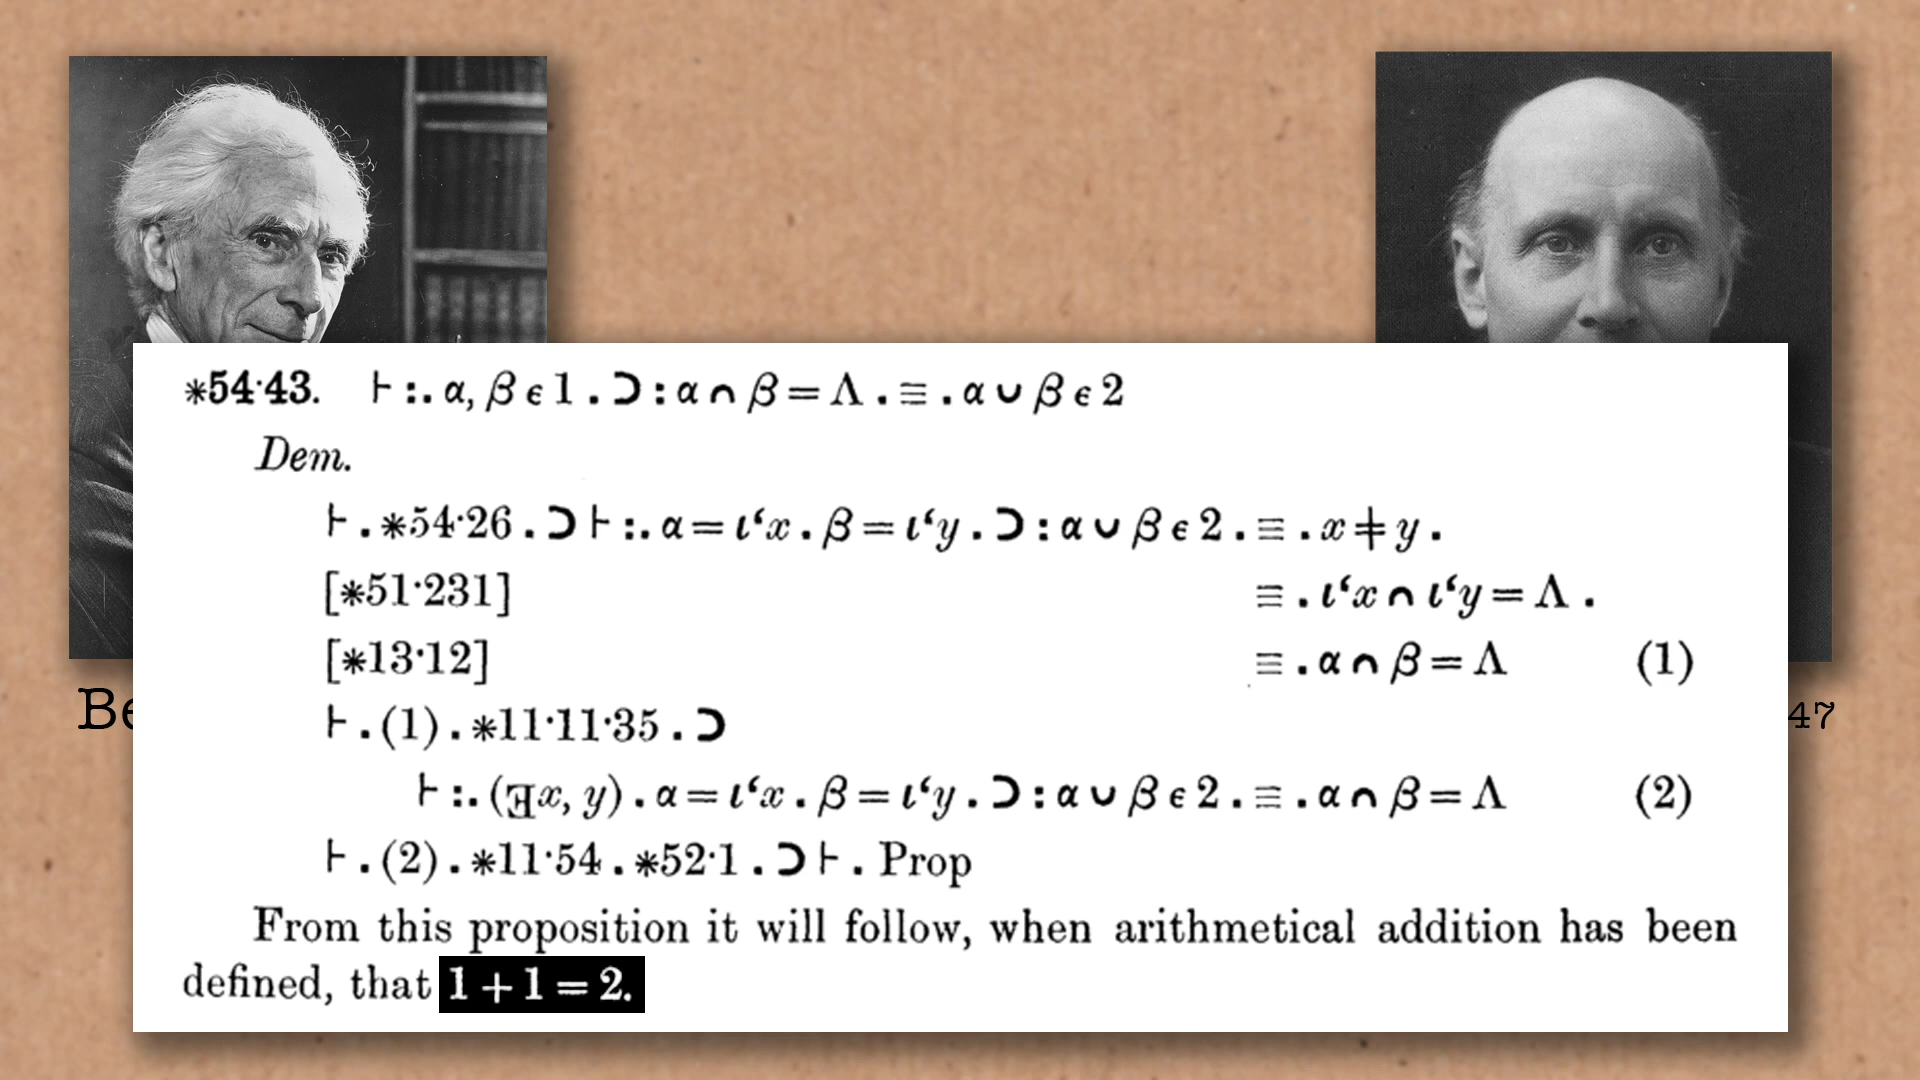 ∗54·43. ⊢ :. α, β ϵ 1 . ⊃ : α ∩ β = Λ . ≡ . α ∪ β ϵ 2
Dem.
⊢ . ∗54·26 . ⊃ ⊢ :. α = ι‘x . β = ι‘y . ⊃ : α ∪ β ϵ 2 . ≡ . x ≠ y .
[∗51·231] ≡ . ι‘x ∩ ι‘y = Λ .
[∗13·12] ≡ . α ∩ β = Λ (1)
⊢ . (1) . ∗11·11·35 . ⊃
⊢ :. (∃x, y) . α = ι‘x . β = ι‘y . ⊃ : α ∪ β ϵ 2 . ≡ . α ∩ β = Λ (2)
⊢ . (2) . ∗11·54 . ∗52·1 . ⊃ ⊢ . Prop
From this proposition it will follow, when arithmetical addition has been
defined, that 1 + 1 = 2.
Be
47